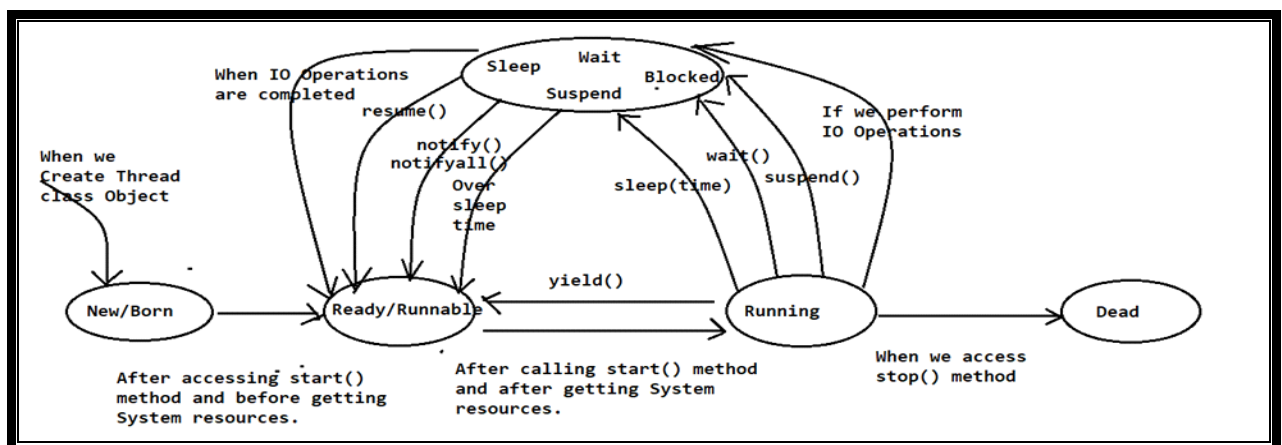 Wait
Sleep
Blocked
Suspend
When IO Operations
are completed
resume()
notify()
notifyall()
Over
sleep
time
If we perform
IO Operations
wait()
suspend()
sleep(time)
When we
Create Thread
class Object
yield()
New/Born
Ready/Runnable
Running
Dead
After accessing start()
method and before getting
System resources.
After calling start() method
and after getting System
resources.
When we access
stop() method